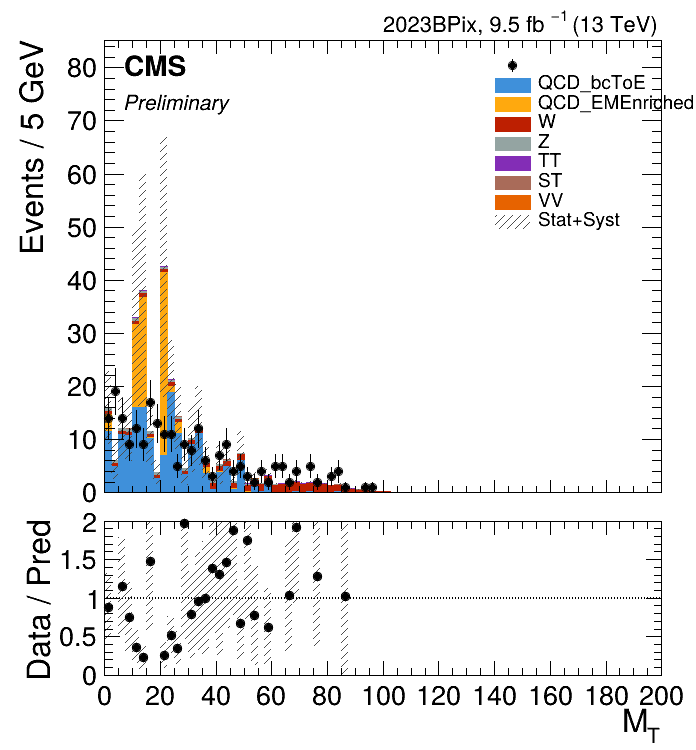 2023BPix, 9.5 fb⁻¹ (13 TeV)
CMS
Preliminary
QCD_bcToE
QCD_EMEnriched
W
Z
TT
ST
VV
Stat+Syst
Events / 5 GeV
80
70
60
50
40
30
20
10
0
Data / Pred
2
1.5
1
0.5
0
0 20 40 60 80 100 120 140 160 180 200
M_T